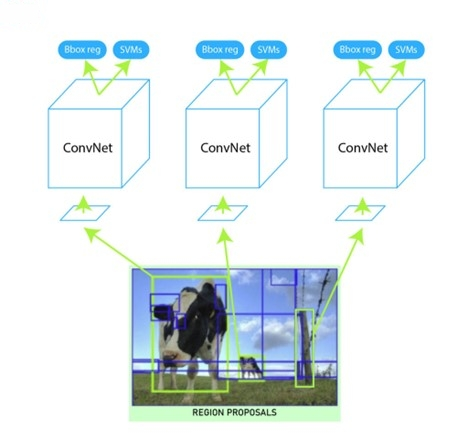 Bbox reg SVMs Bbox reg SVMs Bbox reg SVMs
ConvNet ConvNet ConvNet
REGION PROPOSALS